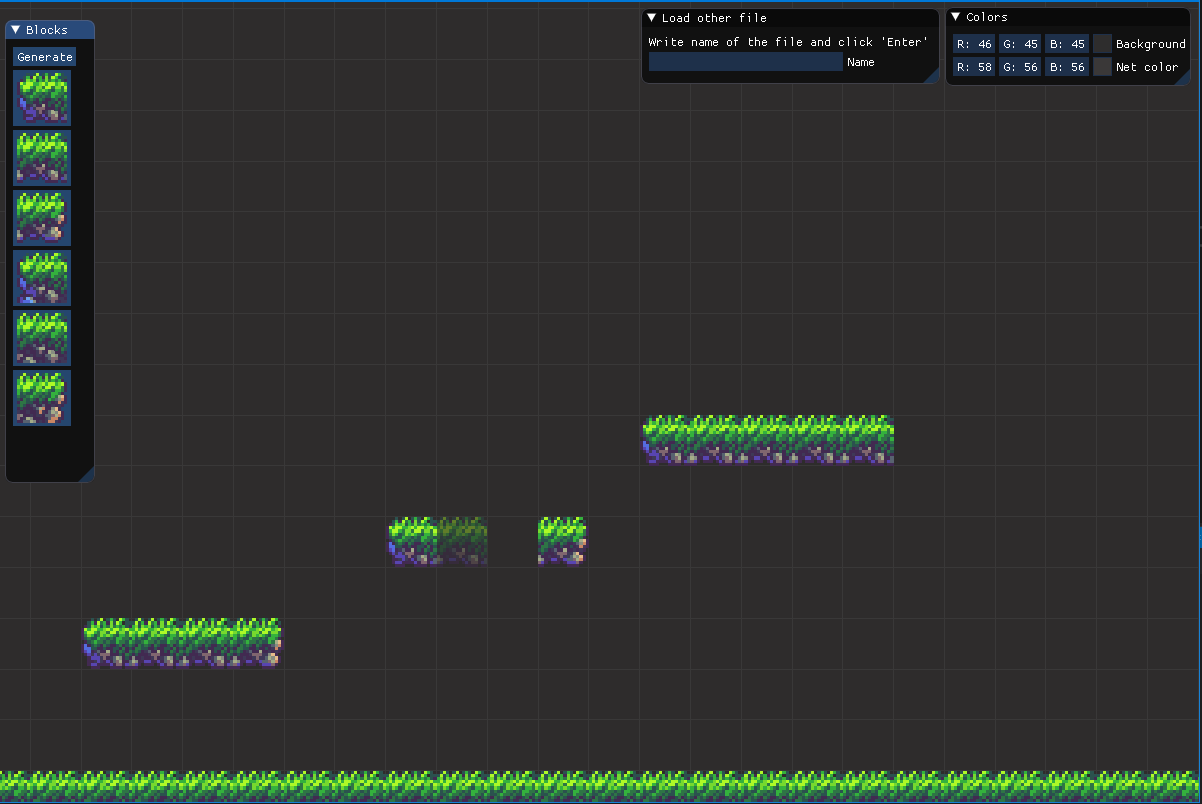 Blocks
Generate
Load other file
Write name of the file and click 'Enter'
Name
Colors
R: 46 G: 45 B: 45 Background
R: 58 G: 56 B: 56 Net color